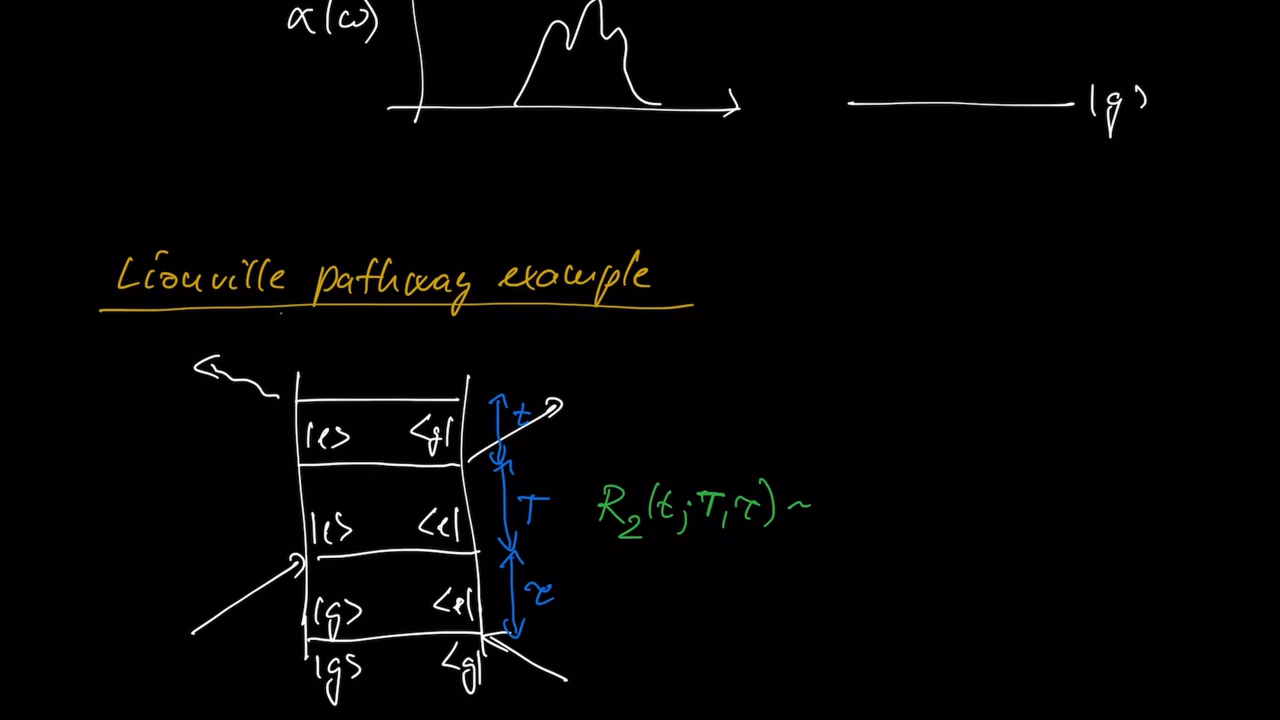 α(ω)
|g⟩
Liouville pathway example
|e⟩ ⟨g| t
|e⟩ ⟨e| T R₂(t;T,τ) ~
|g⟩ ⟨e| τ
|g⟩ ⟨g|